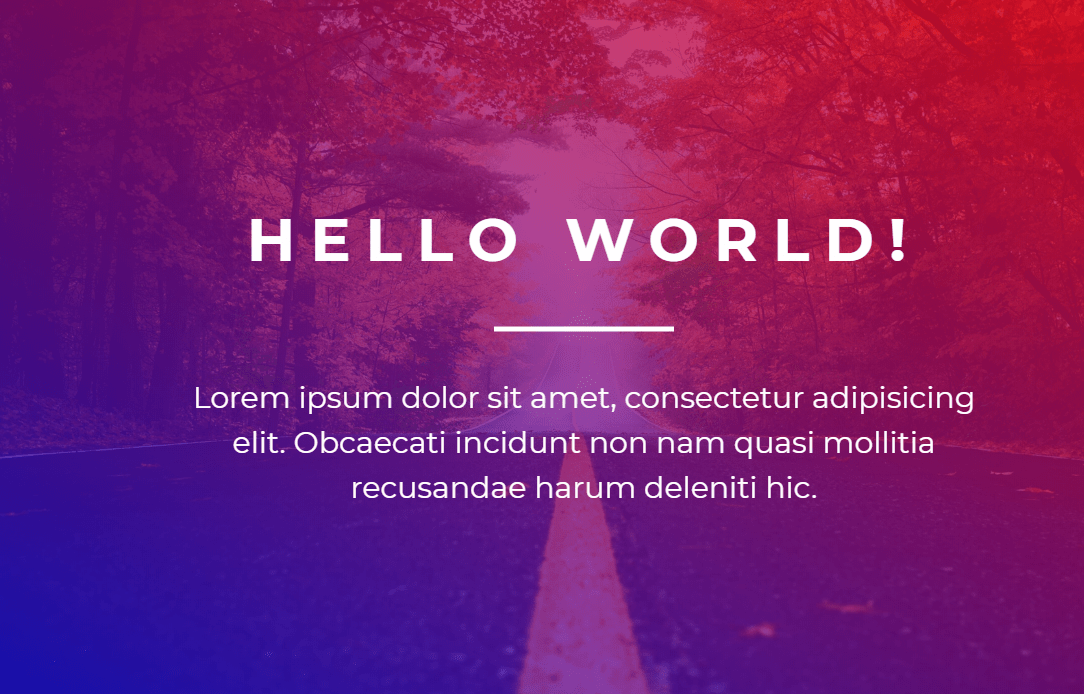 HELLO WORLD!
Lorem ipsum dolor sit amet, consectetur adipisicing
elit. Obcaecati incidunt non nam quasi mollitia
recusandae harum deleniti hic.